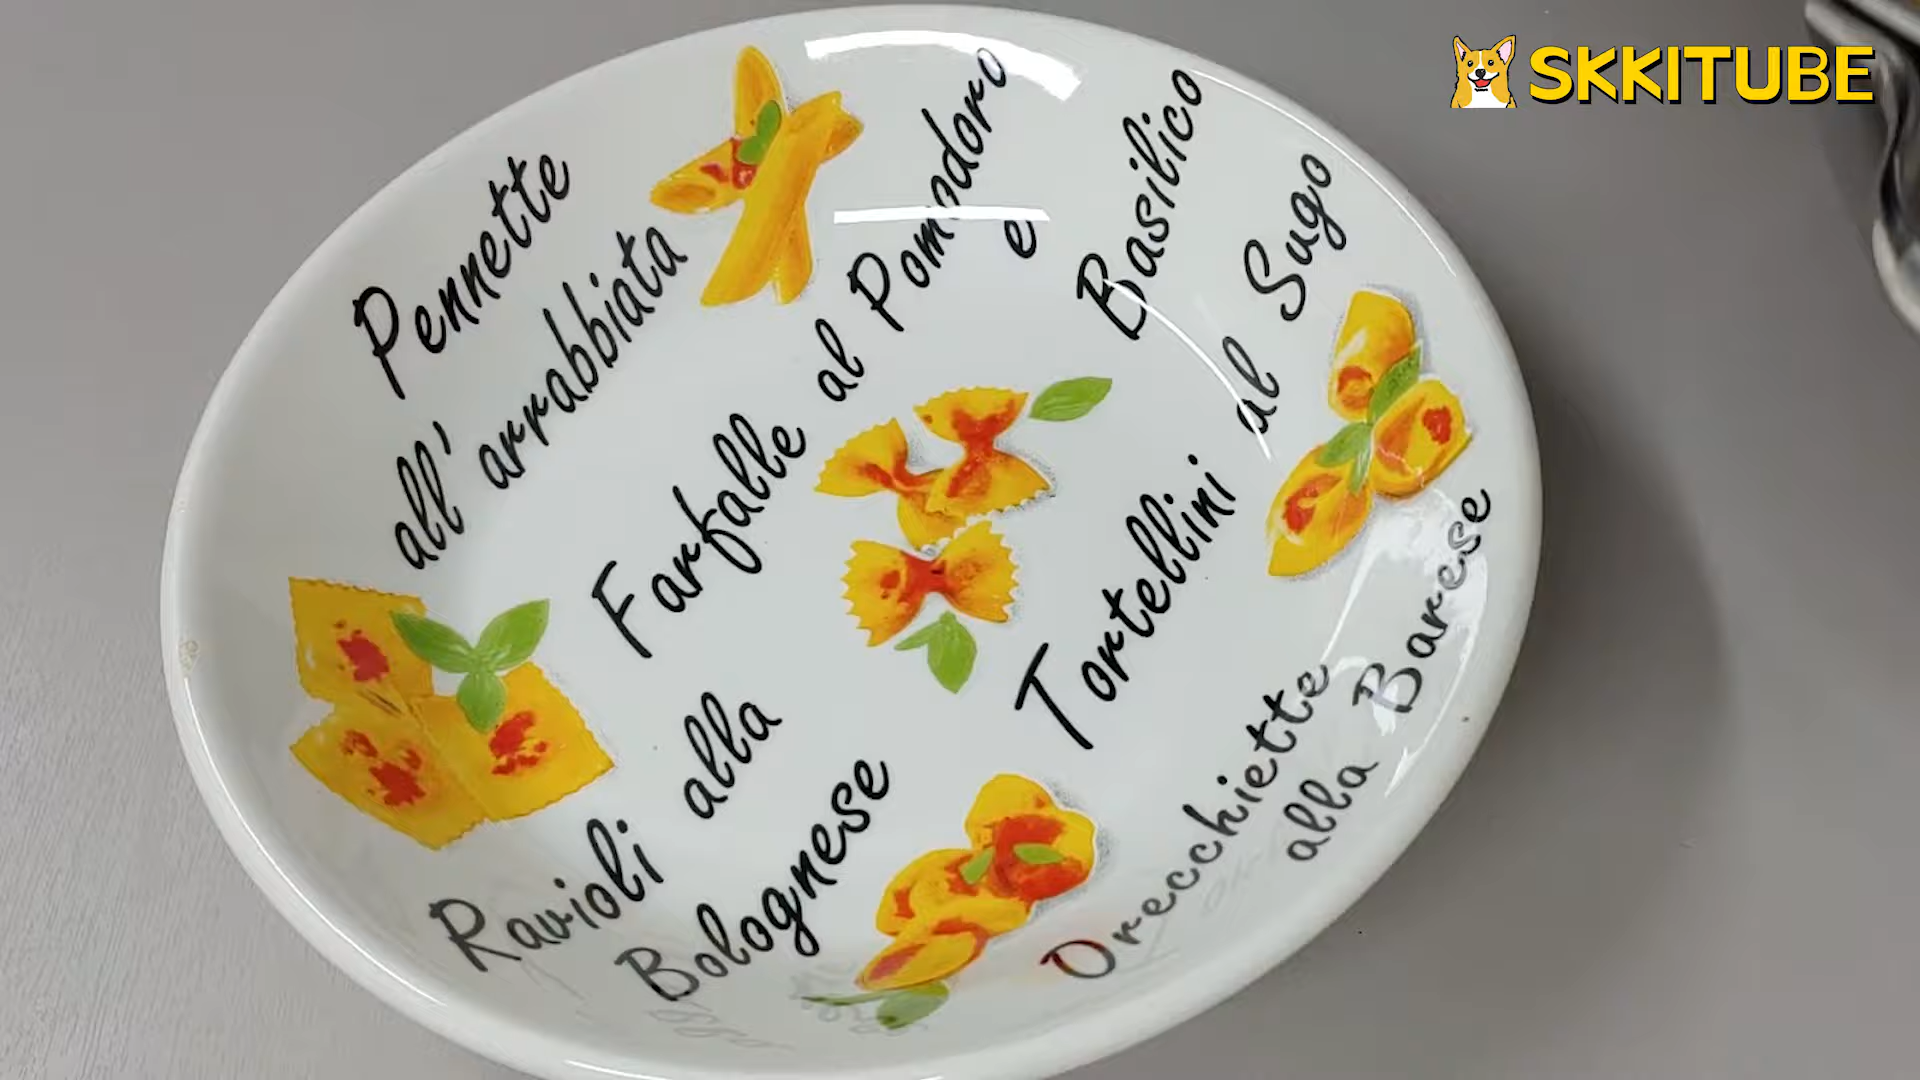 SKKITUBE
Pennette
all'arrabbiata
Farfalle al Pomodoro
e
Basilico
Tortellini al Sugo
Ravioli alla
Bolognese
Orecchiette
alla Barese